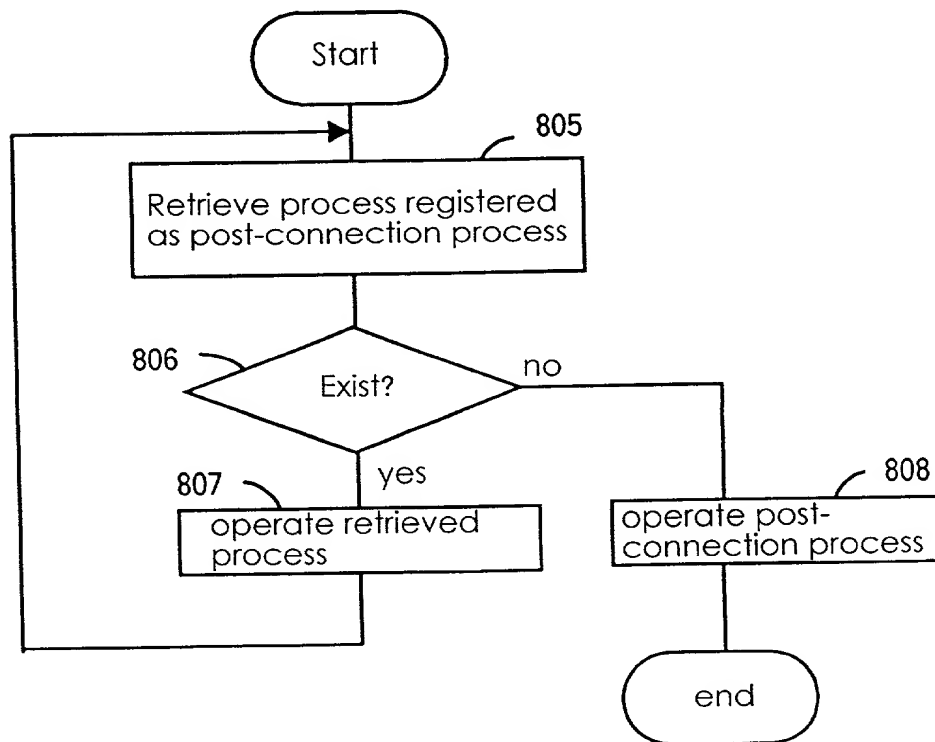 Start
805
Retrieve process registered
as post-connection process
806
Exist?
no
yes
807
808
operate retrieved
process
operate post-
connection process
end